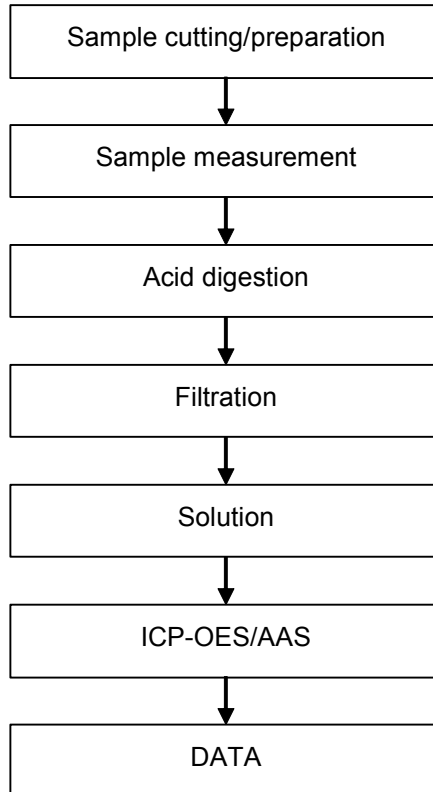 Sample cutting/preparation
Sample measurement
Acid digestion
Filtration
Solution
ICP-OES/AAS
DATA